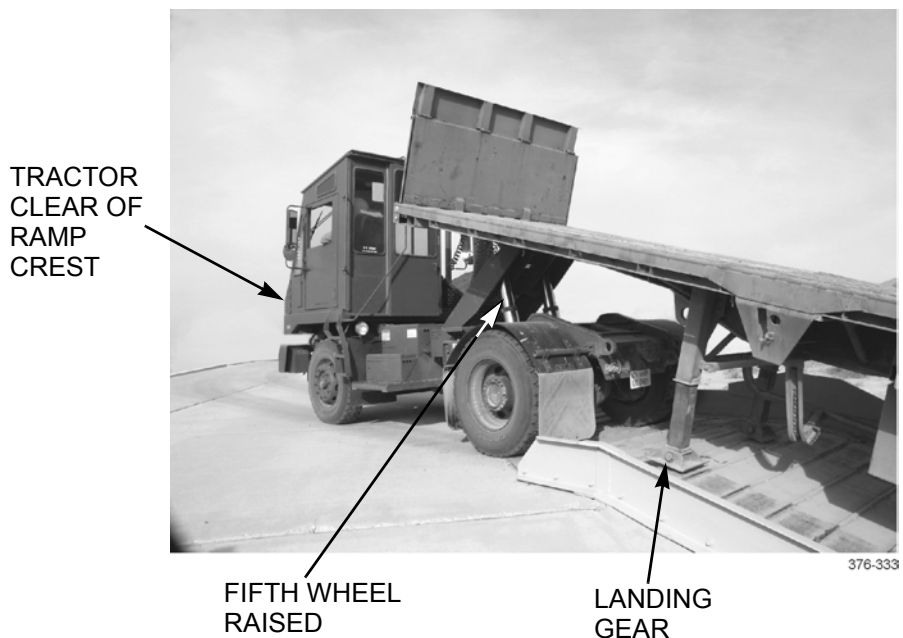 TRACTOR
CLEAR OF
RAMP
CREST
376-333
FIFTH WHEEL
RAISED
LANDING
GEAR